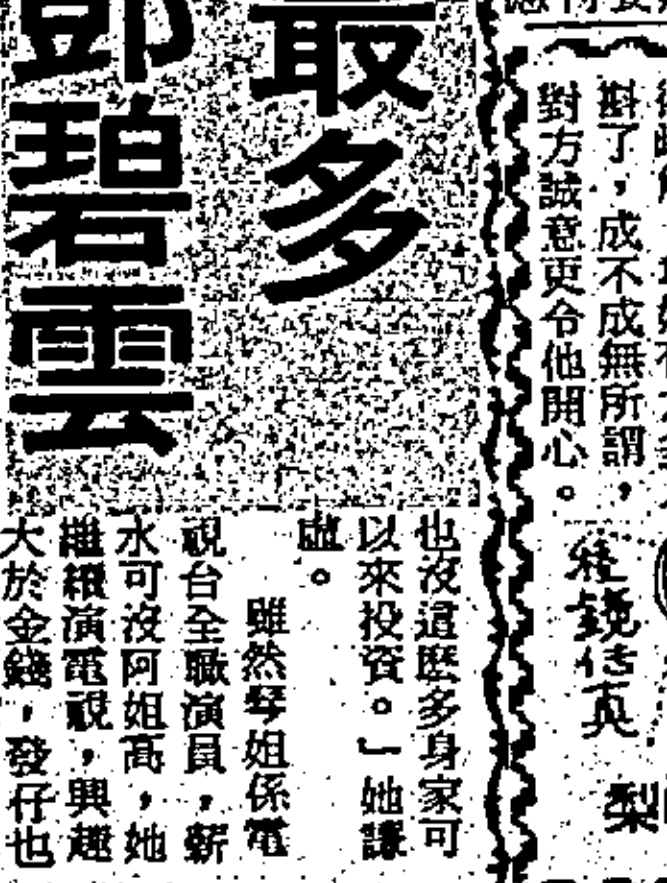 斟了，成不成無所謂，
對方誠意更令他開心。
最多
鄧碧雲
也沒這麽多身家可
以來投資。」她謙
虛。
雖然琴姐係電
視台全職演員，薪
水可沒阿姐高，她
繼續演電視，興趣
大於金錢，發仔也
梨